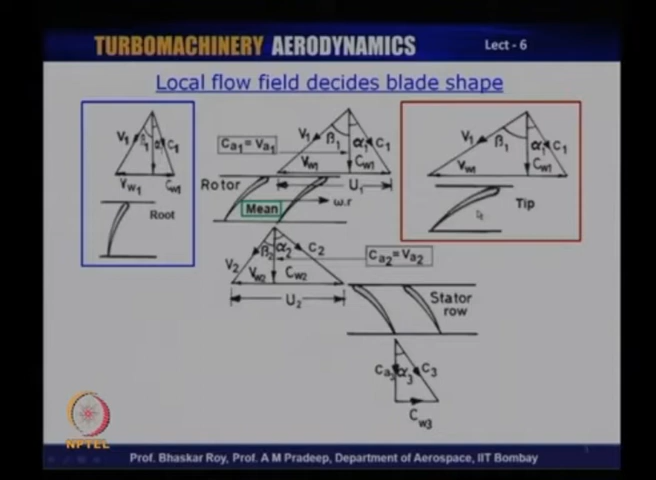 TURBOMACHINERY AERODYNAMICS
Lect - 6
Local flow field decides blade shape
V1 β1 α1 C1
Vw1 Cw1
Root
Ca1=Va1
V1 β1 α1 C1
Vw1 Cw1
U1
Rotor
Mean
ω.r
V1 β1 α1 C1
Vw1 Cw1
Tip
V2 β2 α2 C2
Vw2 Cw2
Ca2=Va2
U2
Stator
row
Ca3 α3 C3
Cw3
NPTEL
Prof. Bhaskar Roy, Prof. A M Pradeep, Department of Aerospace, IIT Bombay